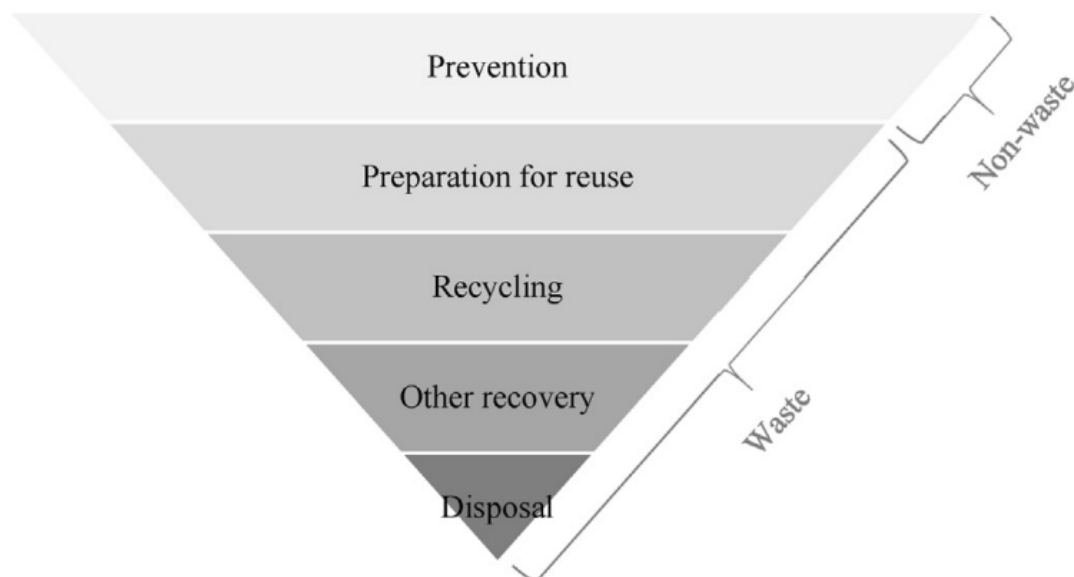 Prevention
Non-waste
Preparation for reuse
Recycling
Other recovery
Waste
Disposal